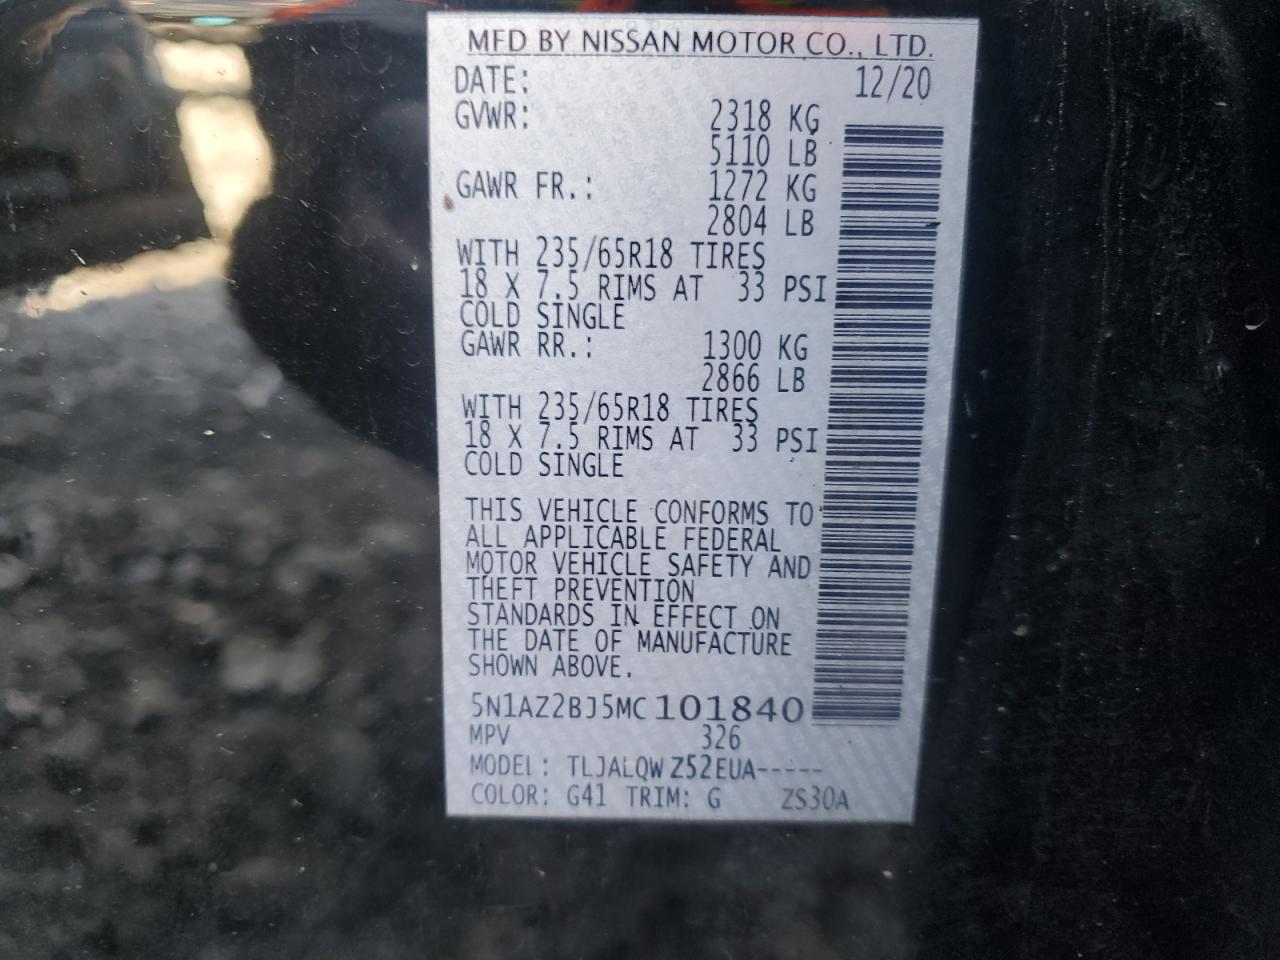 MFD BY NISSAN MOTOR CO., LTD.
DATE: 12/20
GVWR: 2318 KG
5110 LB
GAWR FR.: 1272 KG
2804 LB
WITH 235/65R18 TIRES
18 X 7.5 RIMS AT 33 PSI
COLD SINGLE
GAWR RR.: 1300 KG
2866 LB
WITH 235/65R18 TIRES
18 X 7.5 RIMS AT 33 PSI
COLD SINGLE
THIS VEHICLE CONFORMS TO
ALL APPLICABLE FEDERAL
MOTOR VEHICLE SAFETY AND
THEFT PREVENTION
STANDARDS IN EFFECT ON
THE DATE OF MANUFACTURE
SHOWN ABOVE.
5N1AZ2BJ5MC101840
MPV 326
MODEL: TLJALQW Z52EUA-----
COLOR: G41 TRIM: G ZS30A